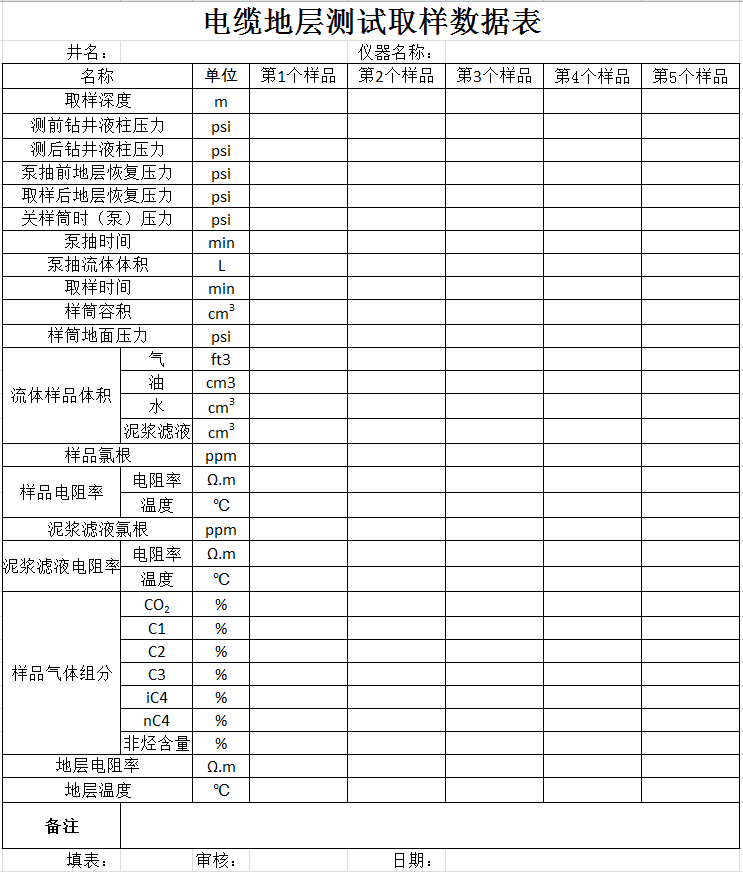 电缆地层测试取样数据表
井名： 仪器名称：
名称 单位 第1个样品 第2个样品 第3个样品 第4个样品 第5个样品
取样深度 m
测前钻井液柱压力 psi
测后钻井液柱压力 psi
泵抽前地层恢复压力 psi
取样后地层恢复压力 psi
关样筒时（泵）压力 psi
泵抽时间 min
泵抽流体体积 L
取样时间 min
样筒容积 cm³
样筒地面压力 psi
流体样品体积 气 ft3
油 cm3
水 cm³
泥浆滤液 cm³
样品氯根 ppm
样品电阻率 电阻率 Ω.m
温度 ℃
泥浆滤液氯根 ppm
泥浆滤液电阻率 电阻率 Ω.m
温度 ℃
样品气体组分 CO₂ %
C1 %
C2 %
C3 %
iC4 %
nC4 %
非烃含量 %
地层电阻率 Ω.m
地层温度 ℃
备注
填表： 审核： 日期：